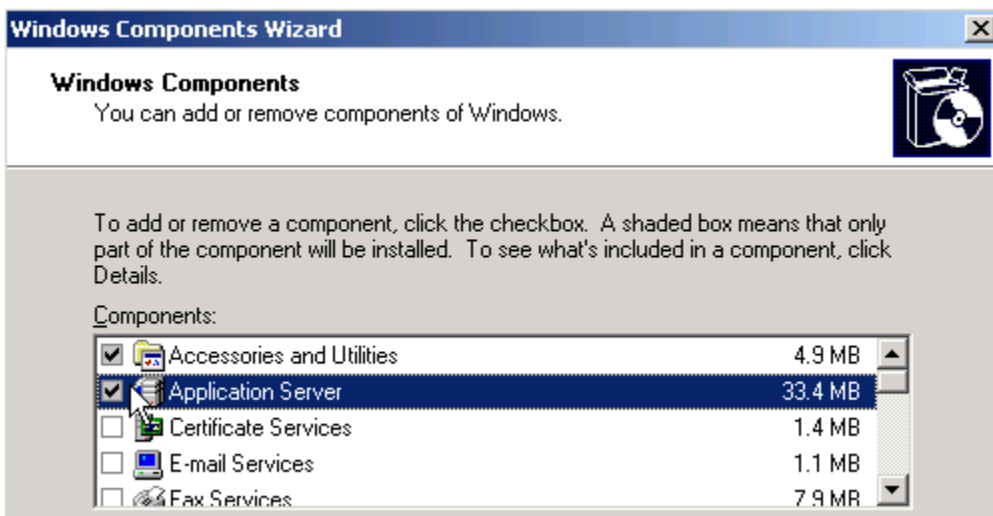 Windows Components Wizard
Windows Components
You can add or remove components of Windows.
To add or remove a component, click the checkbox. A shaded box means that only
part of the component will be installed. To see what's included in a component, click
Details.
Components:
Accessories and Utilities 4.9 MB
Application Server 33.4 MB
Certificate Services 1.4 MB
E-mail Services 1.1 MB
Fax Services 7.9 MB